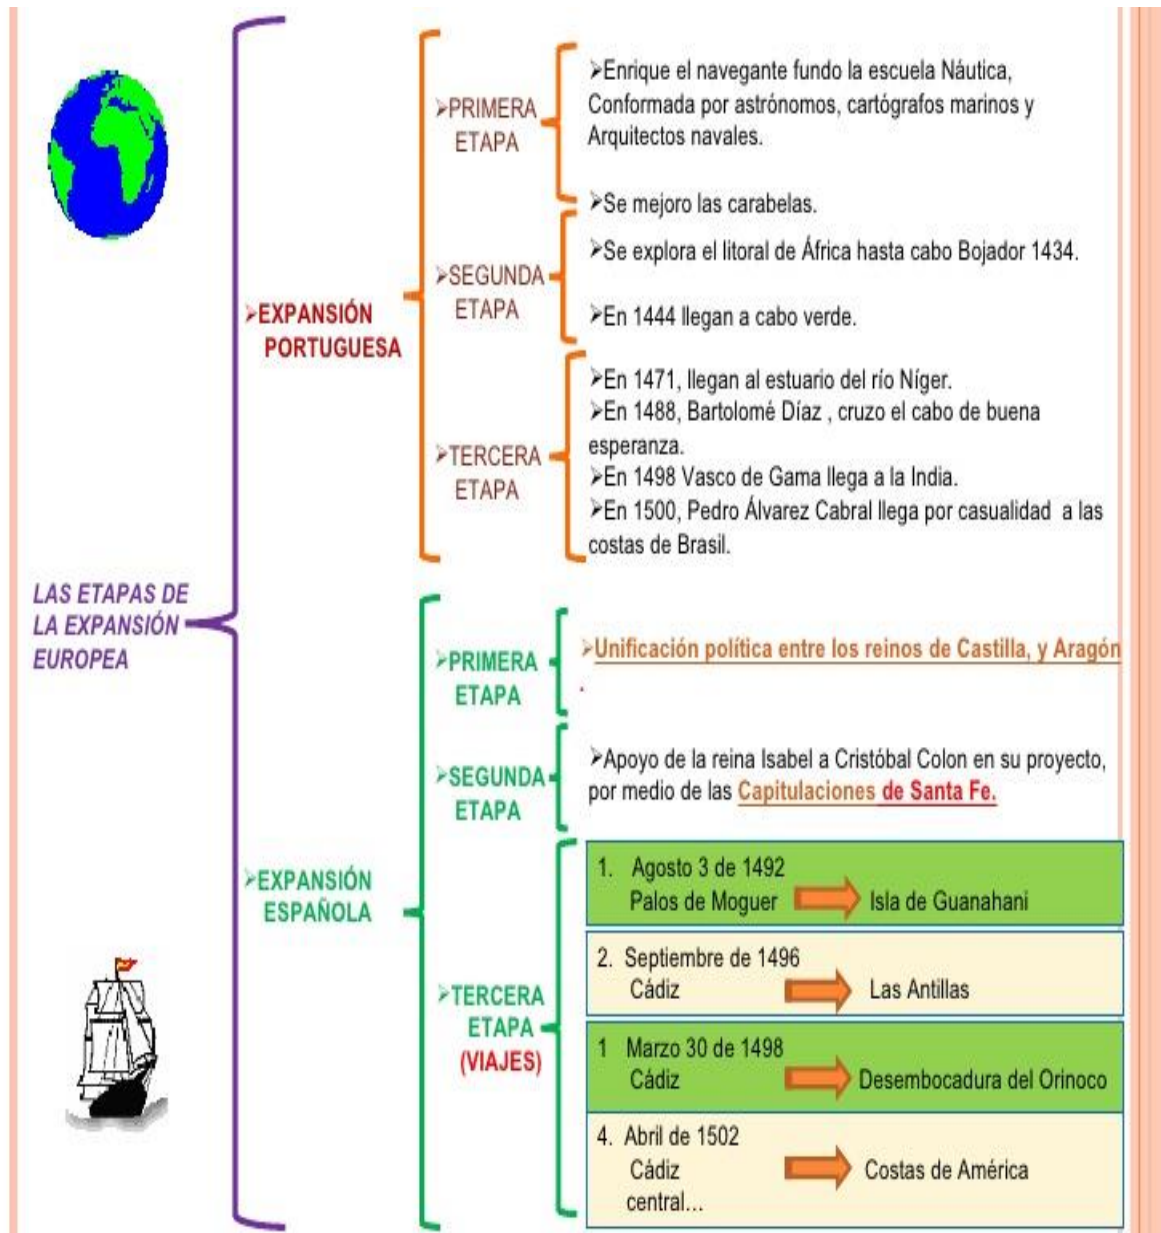 LAS ETAPAS DE
LA EXPANSIÓN
EUROPEA
➢EXPANSIÓN
PORTUGUESA
➢PRIMERA
ETAPA
➢Enrique el navegante fundo la escuela Náutica,
Conformada por astrónomos, cartógrafos marinos y
Arquitectos navales.
➢Se mejoro las carabelas.
➢SEGUNDA
ETAPA
➢Se explora el litoral de África hasta cabo Bojador 1434.
➢En 1444 llegan a cabo verde.
➢TERCERA
ETAPA
➢En 1471, llegan al estuario del río Níger.
➢En 1488, Bartolomé Díaz , cruzo el cabo de buena
esperanza.
➢En 1498 Vasco de Gama llega a la India.
➢En 1500, Pedro Álvarez Cabral llega por casualidad a las
costas de Brasil.
➢EXPANSIÓN
ESPAÑOLA
➢PRIMERA
ETAPA
➢Unificación política entre los reinos de Castilla, y Aragón
.
➢SEGUNDA
ETAPA
➢Apoyo de la reina Isabel a Cristóbal Colon en su proyecto,
por medio de las Capitulaciones de Santa Fe.
➢TERCERA
ETAPA
(VIAJES)
1. Agosto 3 de 1492
Palos de Moguer Isla de Guanahani
2. Septiembre de 1496
Cádiz Las Antillas
1 Marzo 30 de 1498
Cádiz Desembocadura del Orinoco
4. Abril de 1502
Cádiz Costas de América
central...